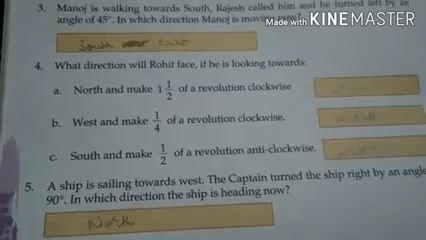 3. Manoj is walking towards South, Rajesh called him and he turned left by an
angle of 45°. In which direction Manoj is moving now?
Made with KINEMASTER
South east
4. What direction will Rohit face, if he is looking towards:
a. North and make 1 1/2 of a revolution clockwise
b. West and make 1/4 of a revolution clockwise.
c. South and make 1/2 of a revolution anti-clockwise.
5. A ship is sailing towards west. The Captain turned the ship right by an angle
90°. In which direction the ship is heading now?
North